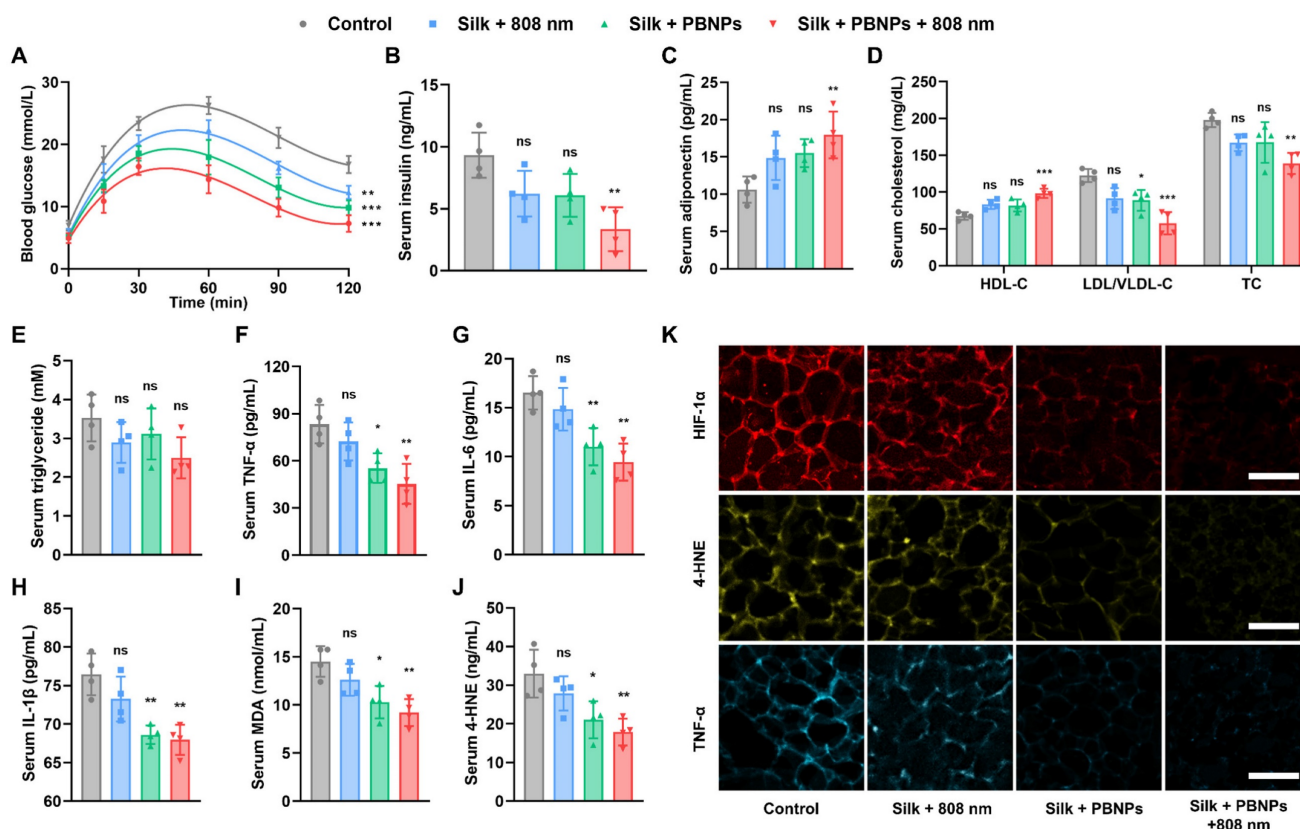 Control Silk + 808 nm Silk + PBNPs Silk + PBNPs + 808 nm
A
Blood glucose (mmol/L)
30
20
10
0
0 30 60 90 120
Time (min)
**
***
***
B
Serum insulin (ng/mL)
15
10
5
0
ns
ns
**
C
Serum adiponectin (pg/mL)
25
20
15
10
5
0
ns
ns
**
D
Serum cholesterol (mg/dL)
250
200
150
100
50
0
ns ns ***
ns * ***
ns ns **
HDL-C LDL/VLDL-C TC
E
Serum triglyceride (mM)
5
4
3
2
1
0
ns
ns
ns
F
Serum TNF-α (pg/mL)
120
90
60
30
0
ns
*
**
G
Serum IL-6 (pg/mL)
20
15
10
5
0
ns
**
**
H
Serum IL-1β (pg/mL)
80
75
70
65
60
ns
**
**
I
Serum MDA (nmol/mL)
20
15
10
5
0
ns
*
**
J
Serum 4-HNE (ng/mL)
50
40
30
20
10
0
ns
*
**
K
HIF-1α
4-HNE
TNF-α
Control Silk + 808 nm Silk + PBNPs Silk + PBNPs
+808 nm